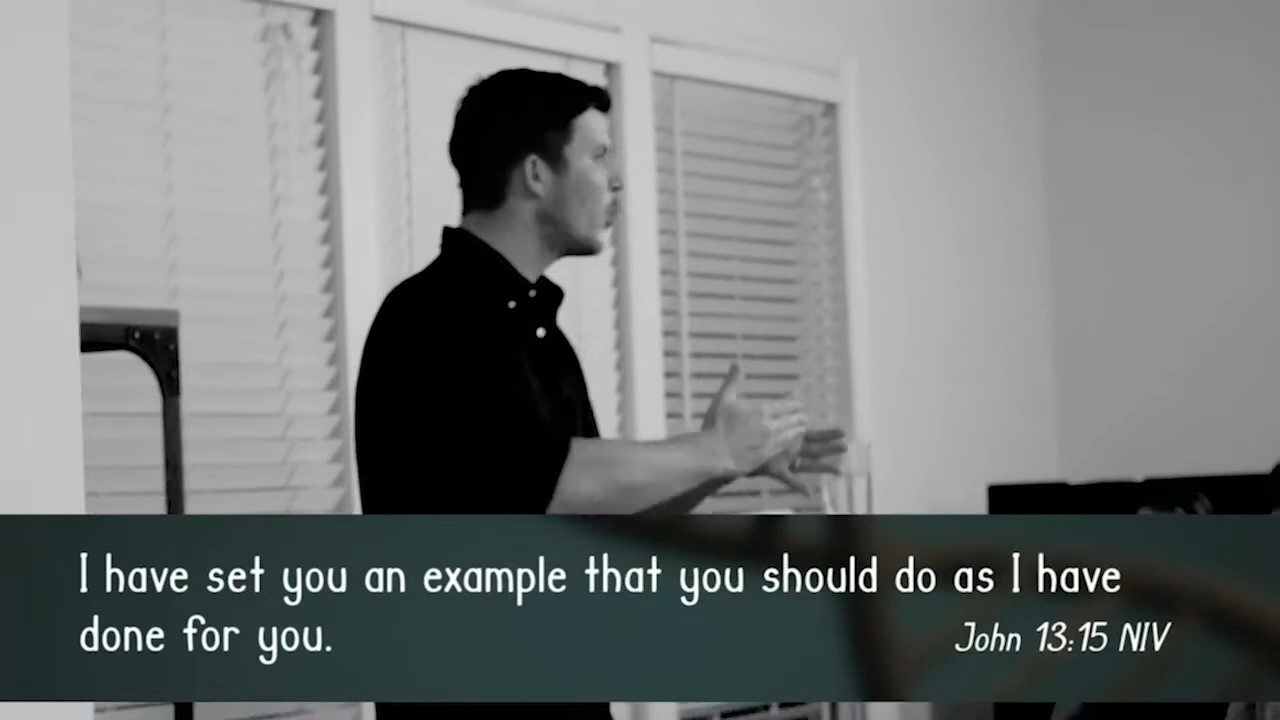 I have set you an example that you should do as I have
done for you.
John 13:15 NIV